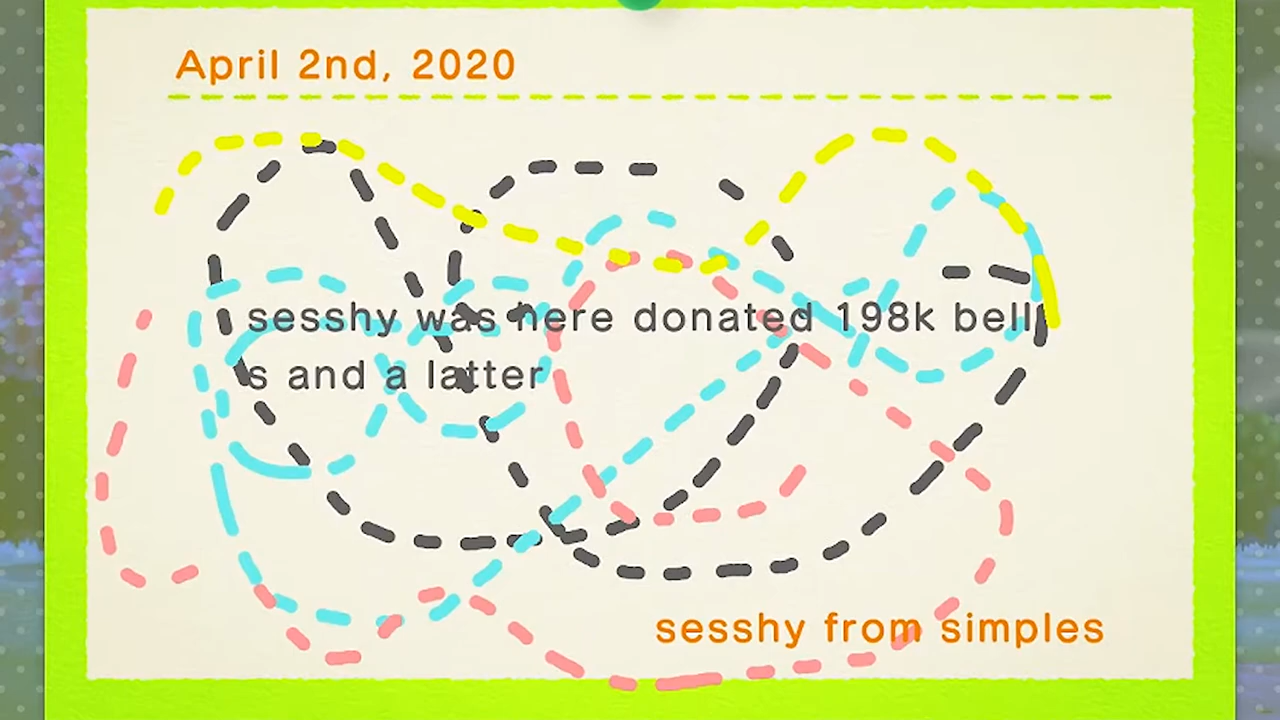 April 2nd, 2020
sesshy was here donated 198k bell
s and a latter
sesshy from simples